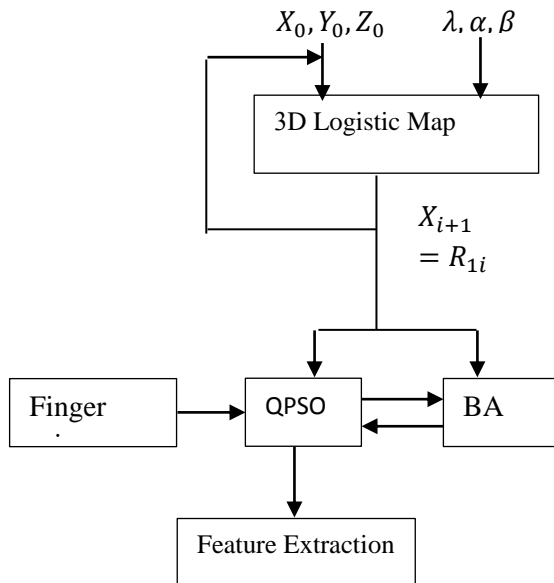 X₀, Y₀, Z₀ λ, α, β
3D Logistic Map
Xᵢ₊₁
= R₁ᵢ
Finger
QPSO
BA
Feature Extraction